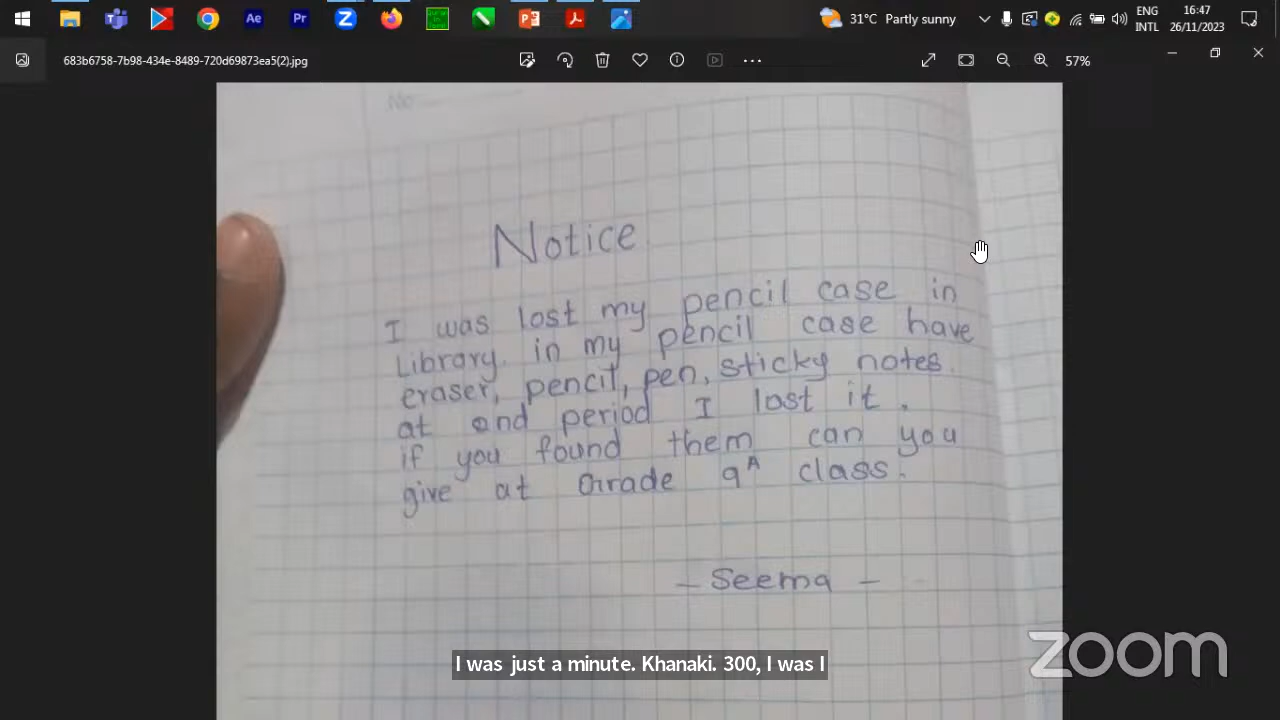 Ae
Pr
31°C Partly sunny
ENG
INTL
16:47
26/11/2023
683b6758-7b98-434e-8489-720d69873ea5(2).jpg
57%
No
Notice
I was lost my pencil case in
Library. in my pencil case have
eraser, pencil, pen, sticky notes.
at 2nd period I lost it.
if you found them can you
give at Grade 9A class.
- Seema -
I was just a minute. Khanaki. 300, I was I
zoom